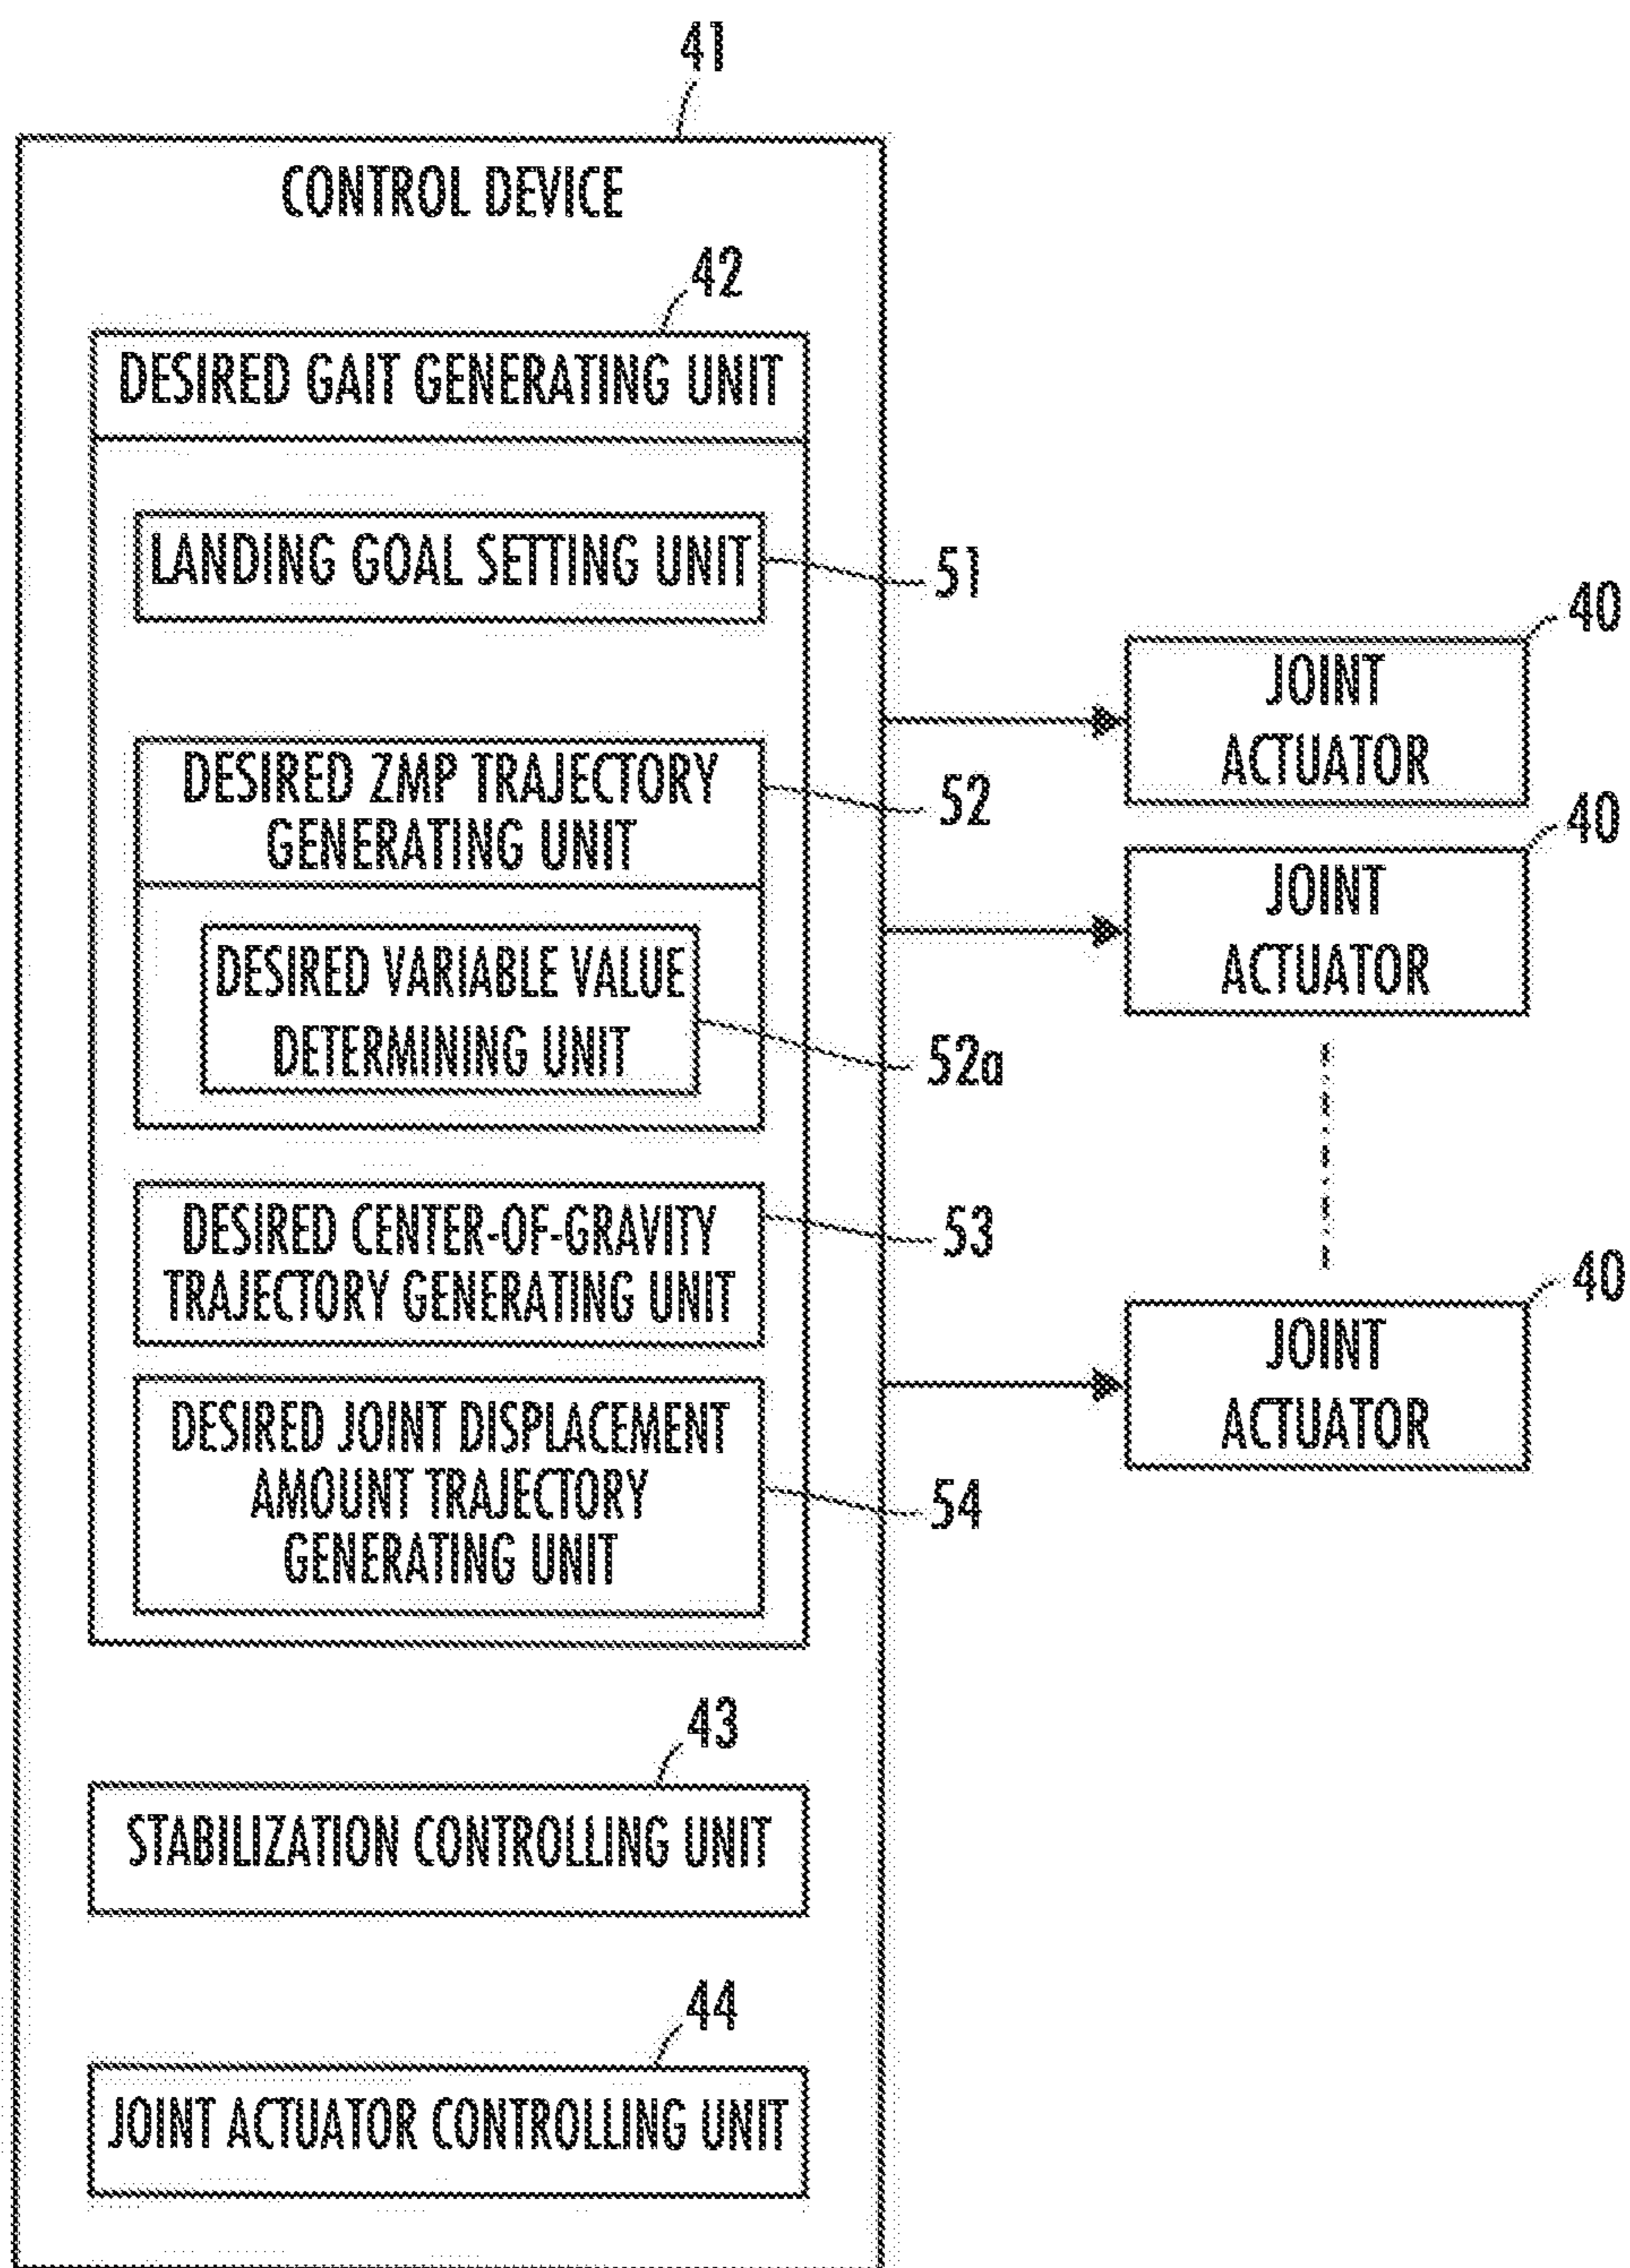 41
CONTROL DEVICE
42
DESIRED GAIT GENERATING UNIT
LANDING GOAL SETTING UNIT
51
DESIRED ZMP TRAJECTORY
GENERATING UNIT
52
DESIRED VARIABLE VALUE
DETERMINING UNIT
52a
DESIRED CENTER-OF-GRAVITY
TRAJECTORY GENERATING UNIT
53
DESIRED JOINT DISPLACEMENT
AMOUNT TRAJECTORY
GENERATING UNIT
54
43
STABILIZATION CONTROLLING UNIT
44
JOINT ACTUATOR CONTROLLING UNIT
40
JOINT
ACTUATOR
40
JOINT
ACTUATOR
40
JOINT
ACTUATOR